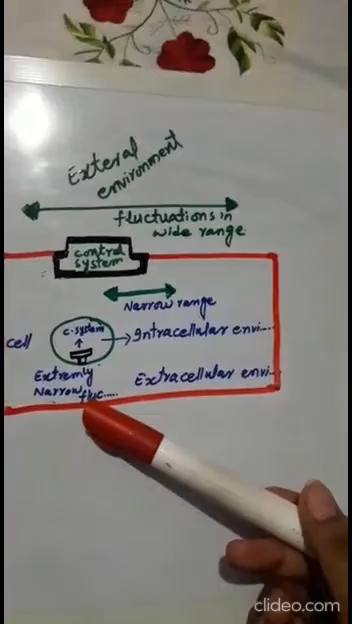 Exteral
environment
fluctuations in
wide range
control
system
Narrow range
C-system
cell
Intracellular envi....
Extremly
Narrow fluc.....
Extracellular envi...
clideo.com